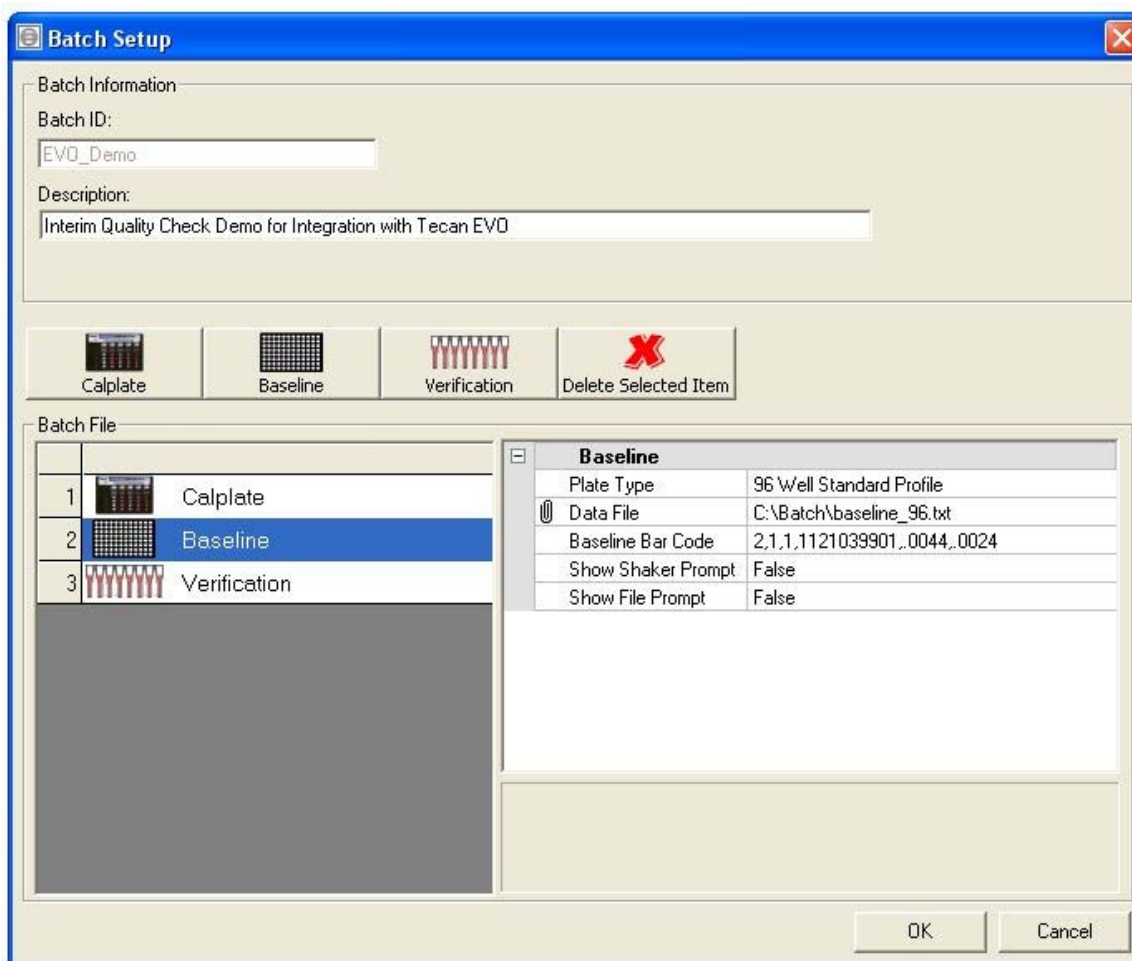 Batch Setup
Batch Information
Batch ID:
EVO_Demo
Description:
Interim Quality Check Demo for Integration with Tecan EVO
Calplate Baseline Verification Delete Selected Item
Batch File
1 Calplate
2 Baseline
3 Verification
Baseline
Plate Type 96 Well Standard Profile
Data File C:\Batch\baseline_96.txt
Baseline Bar Code 2,1,1,1121039901,.0044,.0024
Show Shaker Prompt False
Show File Prompt False
OK Cancel